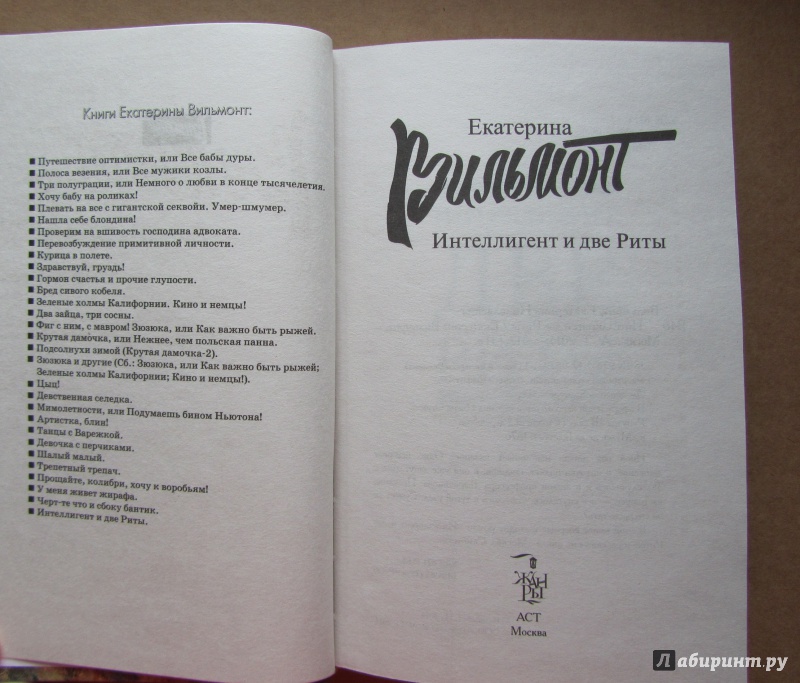 Книги Екатерины Вильмонт:
■ Путешествие оптимистки, или Все бабы дуры.
■ Полоса везения, или Все мужики козлы.
■ Три полуграции, или Немного о любви в конце тысячелетия.
■ Хочу бабу на роликах!
■ Плевать на все с гигантской секвойи. Умер-шмумер.
■ Нашла себе блондина!
■ Проверим на вшивость господина адвоката.
■ Перевозбуждение примитивной личности.
■ Курица в полете.
■ Здравствуй, груздь!
■ Гормон счастья и прочие глупости.
■ Бред сивого кобеля.
■ Зеленые холмы Калифорнии. Кино и немцы!
■ Два зайца, три сосны.
■ Фиг с ним, с мавром! Зюзюка, или Как важно быть рыжей.
■ Крутая дамочка, или Нежнее, чем польская панна.
■ Подсолнухи зимой (Крутая дамочка-2).
■ Зюзюка и другие (Сб.: Зюзюка, или Как важно быть рыжей;
Зеленые холмы Калифорнии; Кино и немцы!).
■ Цыц!
■ Девственная селедка.
■ Мимолетности, или Подумаешь бином Ньютона!
■ Артистка, блин!
■ Танцы с Варежкой.
■ Девочка с перчиками.
■ Шалый малый.
■ Трепетный трепач.
■ Прощайте, колибри, хочу к воробьям!
■ У меня живет жирафа.
■ Черт-те что и сбоку бантик.
■ Интеллигент и две Риты.
Екатерина
Вильмонт
Интеллигент и две Риты
ЖАН
РЫ
АСТ
Москва
Лабиринт.ру